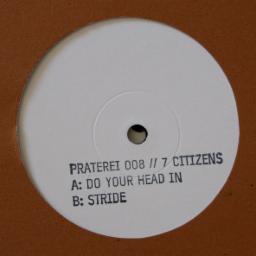 PRATEREI 008 // 7 CITIZENS
A: DO YOUR HEAD IN
B: STRIDE